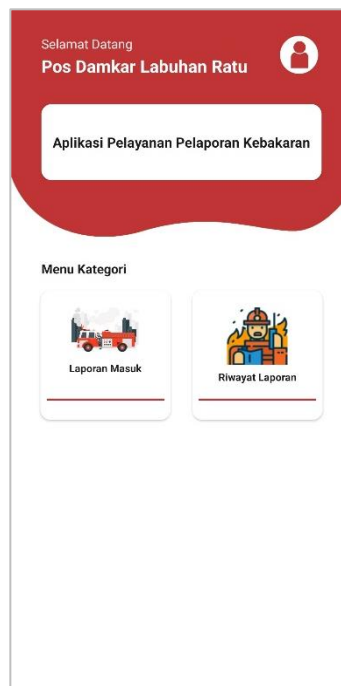 Selamat Datang
Pos Damkar Labuhan Ratu
Aplikasi Pelayanan Pelaporan Kebakaran
Menu Kategori
Laporan Masuk
Riwayat Laporan